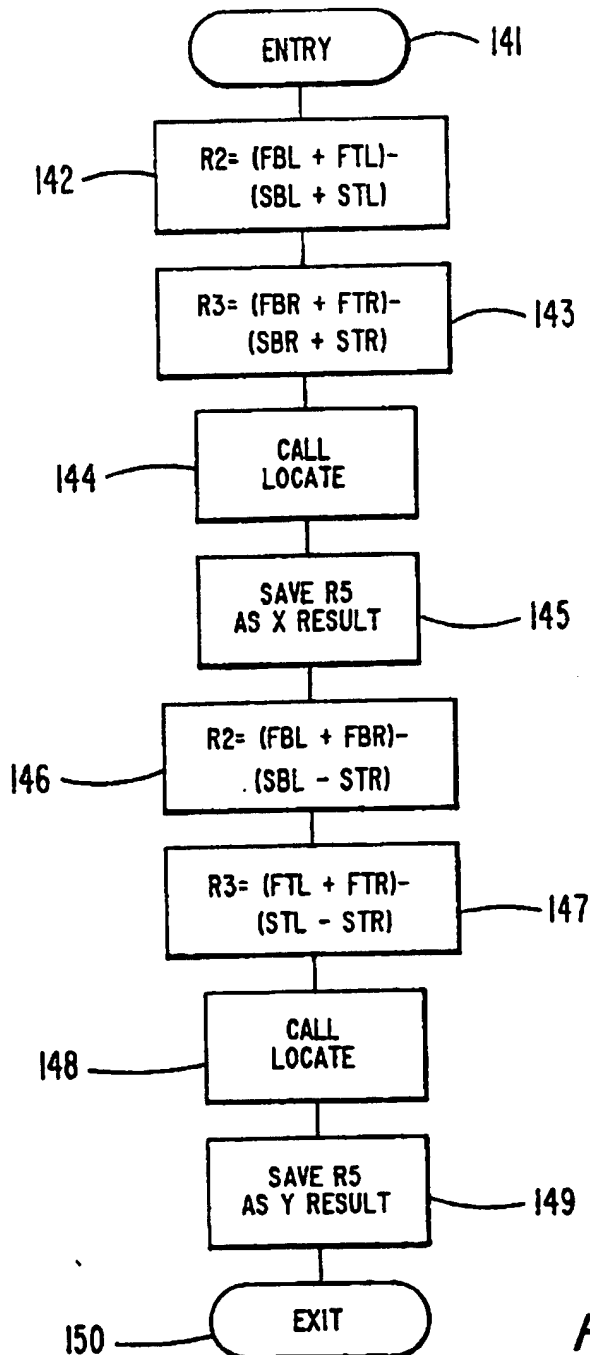 ENTRY
141
142
R2= (FBL + FTL)-
(SBL + STL)
R3= (FBR + FTR)-
(SBR + STR)
143
144
CALL
LOCATE
SAVE R5
AS X RESULT
145
146
R2= (FBL + FBR)-
(SBL - STR)
R3= (FTL + FTR)-
(STL - STR)
147
148
CALL
LOCATE
SAVE R5
AS Y RESULT
149
150
EXIT